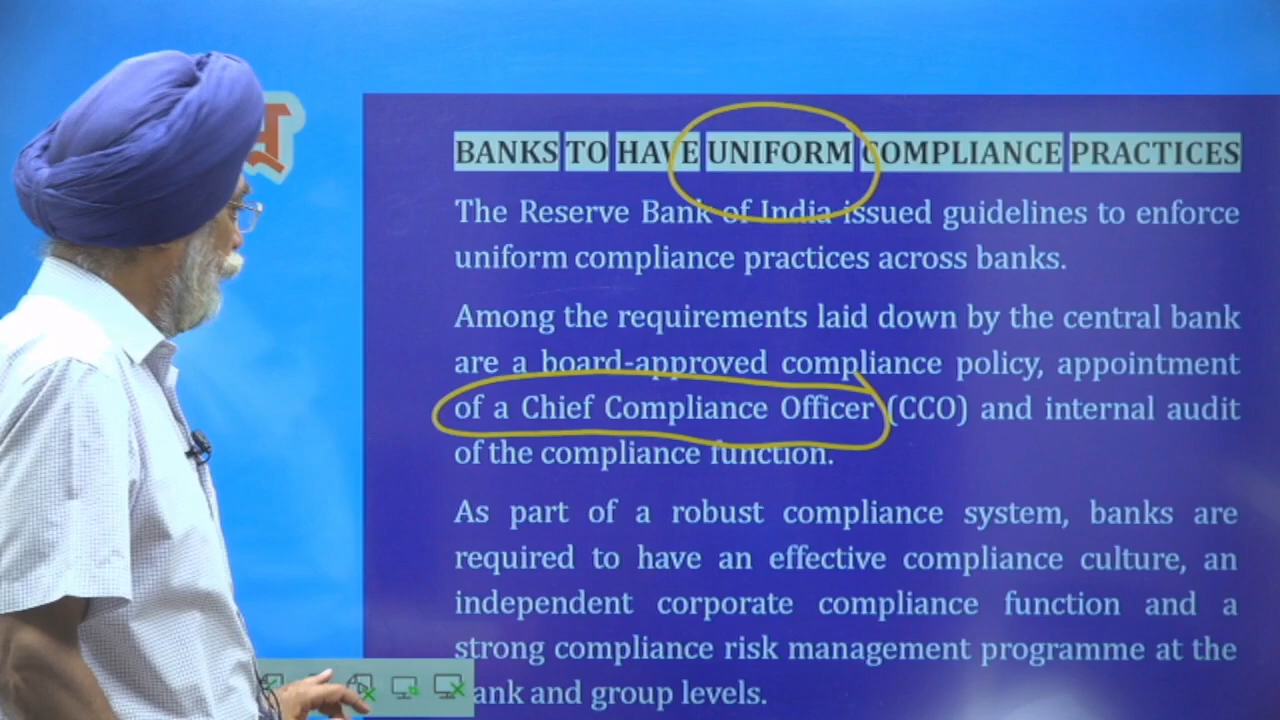 BANKS TO HAVE UNIFORM COMPLIANCE PRACTICES
The Reserve Bank of India issued guidelines to enforce
uniform compliance practices across banks.
Among the requirements laid down by the central bank
are a board-approved compliance policy, appointment
of a Chief Compliance Officer (CCO) and internal audit
of the compliance function.
As part of a robust compliance system, banks are
required to have an effective compliance culture, an
independent corporate compliance function and a
strong compliance risk management programme at the
and group levels.